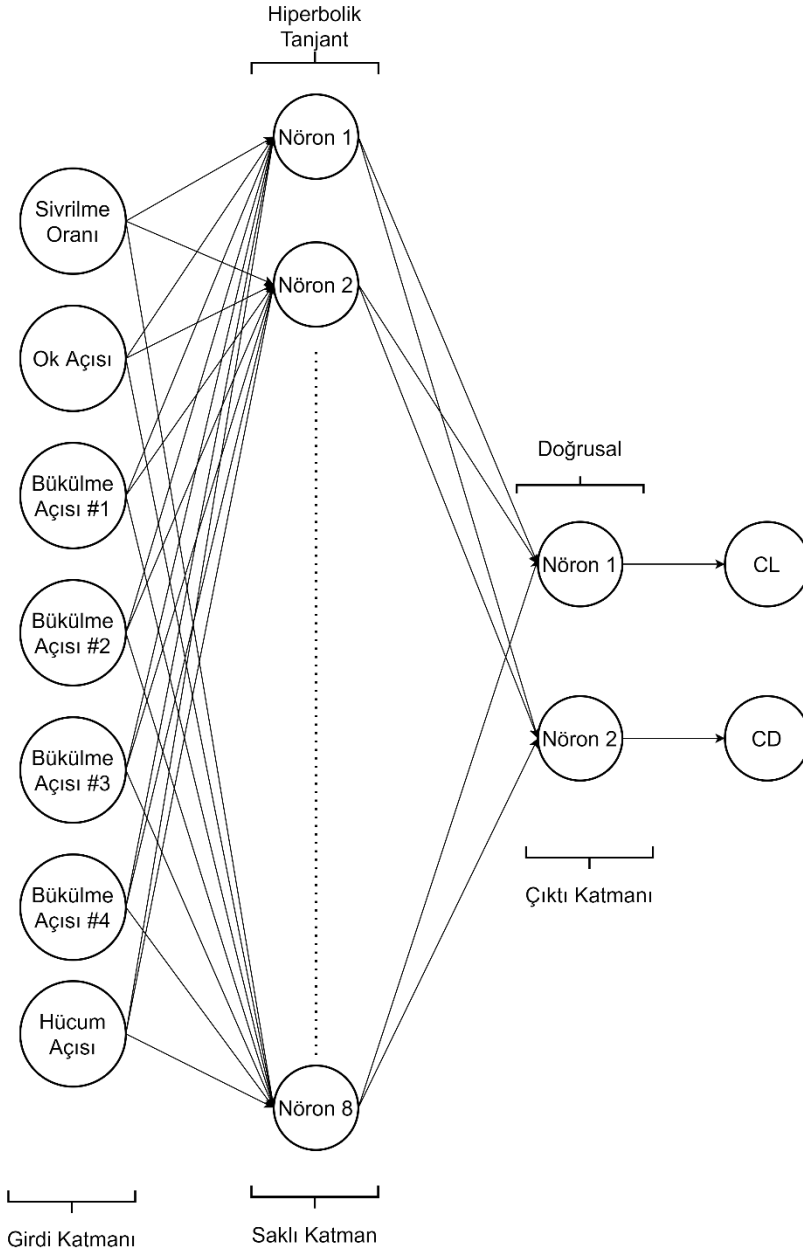 Hiperbolik
Tanjant
Nöron 1
Sivrilme
Oranı
Nöron 2
Ok Açısı
Bükülme
Açısı #1
Doğrusal
Nöron 1
CL
Bükülme
Açısı #2
Nöron 2
CD
Bükülme
Açısı #3
Çıktı Katmanı
Bükülme
Açısı #4
Hücum
Açısı
Nöron 8
Girdi Katmanı
Saklı Katman